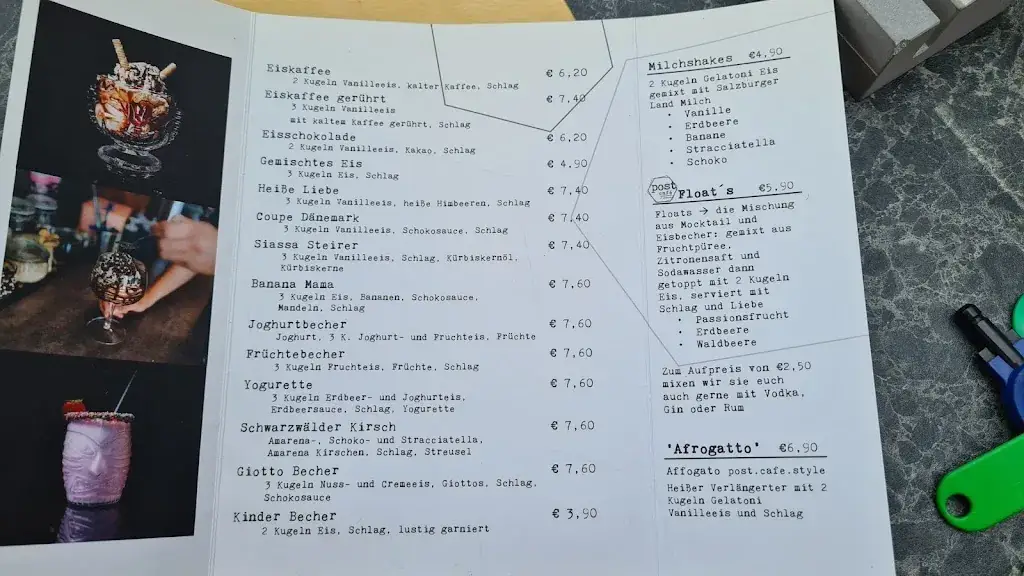 Eiskaffee € 6,20
2 Kugeln Vanilleeis, kalter Kaffee, Schlag
Eiskaffee gerührt € 7,40
3 Kugeln Vanilleeis
mit kaltem Kaffee gerührt, Schlag
Eisschokolade € 6,20
2 Kugeln Vanilleeis, Kakao, Schlag
Gemischtes Eis € 4,90
3 Kugeln Eis, Schlag
Heiße Liebe € 7,40
3 Kugeln Vanilleeis, heiße Himbeeren, Schlag
Coupe Dänemark € 7,40
3 Kugeln Vanilleeis, Schokosauce, Schlag
Siassa Steirer € 7,40
3 Kugeln Vanilleeis, Schlag, Kürbiskernöl,
Kürbiskerne
Banana Mama € 7,60
3 Kugeln Eis, Bananen, Schokosauce,
Mandeln, Schlag
Joghurtbecher € 7,60
Joghurt, 3 K. Joghurt- und Fruchteis, Früchte
Früchtebecher € 7,60
3 Kugeln Fruchteis, Früchte, Schlag
Yogurette € 7,60
3 Kugeln Erdbeer- und Joghurteis,
Erdbeersauce, Schlag, Yogurette
Schwarzwälder Kirsch € 7,60
Amarena-, Schoko- und Stracciatella,
Amarena Kirschen, Schlag, Streusel
Giotto Becher € 7,60
3 Kugeln Nuss- und Cremeeis, Giottos, Schlag,
Schokosauce
Kinder Becher € 3,90
2 Kugeln Eis, Schlag, lustig garniert
Milchshakes €4,90
2 Kugeln Gelatoni Eis
gemixt mit Salzburger
Land Milch
• Vanille
• Erdbeere
• Banane
• Stracciatella
• Schoko
post
café
Float´s €5,90
Floats → die Mischung
aus Mocktail und
Eisbecher: gemixt aus
Fruchtpüree,
Zitronensaft und
Sodawasser dann
getoppt mit 2 Kugeln
Eis, serviert mit
Schlag und Liebe
• Passionsfrucht
• Erdbeere
• Waldbeere
Zum Aufpreis von €2,50
mixen wir sie euch
auch gerne mit Vodka,
Gin oder Rum
'Afrogatto' €6,90
Affogato post.cafe.style
Heißer Verlängerter mit 2
Kugeln Gelatoni
Vanilleeis und Schlag